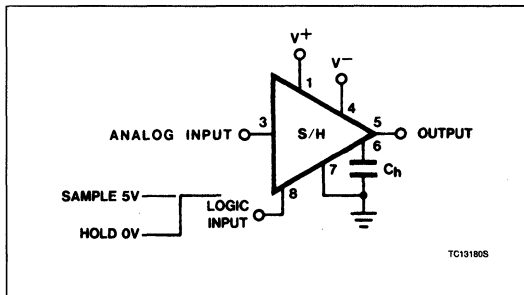 V+
V−
1
4
3
5
ANALOG INPUT
S/H
OUTPUT
6
7
Ch
8
SAMPLE 5V
LOGIC
INPUT
HOLD 0V
TC13180S